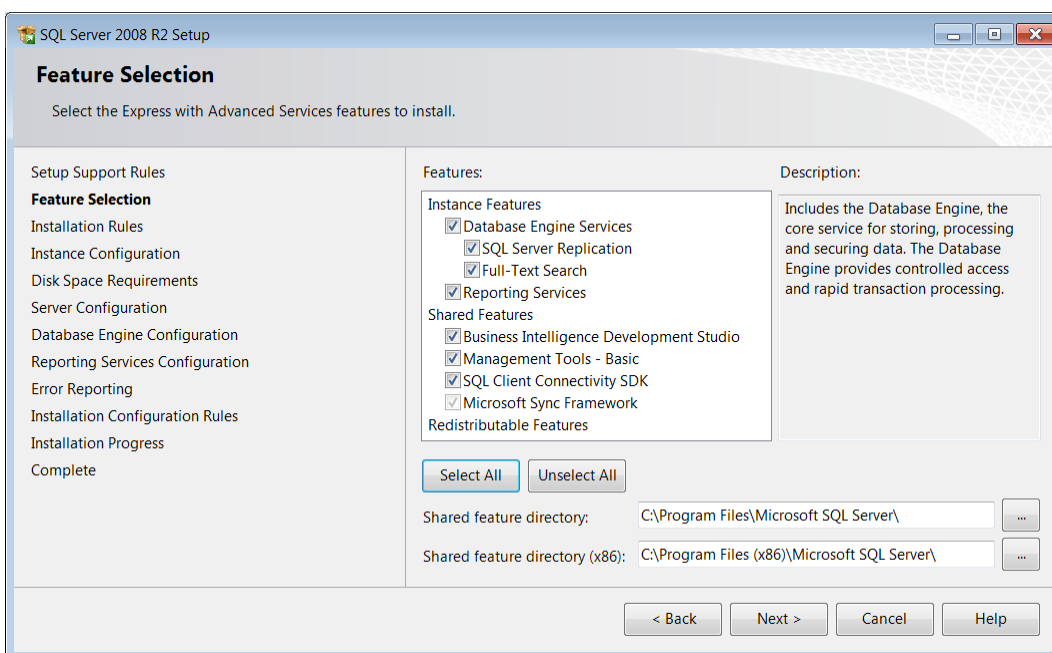 SQL Server 2008 R2 Setup
Feature Selection
Select the Express with Advanced Services features to install.
Setup Support Rules
Feature Selection
Installation Rules
Instance Configuration
Disk Space Requirements
Server Configuration
Database Engine Configuration
Reporting Services Configuration
Error Reporting
Installation Configuration Rules
Installation Progress
Complete
Features:
Instance Features
Database Engine Services
SQL Server Replication
Full-Text Search
Reporting Services
Shared Features
Business Intelligence Development Studio
Management Tools - Basic
SQL Client Connectivity SDK
Microsoft Sync Framework
Redistributable Features
Description:
Includes the Database Engine, the
core service for storing, processing
and securing data. The Database
Engine provides controlled access
and rapid transaction processing.
Select All
Unselect All
Shared feature directory: C:\Program Files\Microsoft SQL Server\ ...
Shared feature directory (x86): C:\Program Files (x86)\Microsoft SQL Server\ ...
< Back
Next >
Cancel
Help